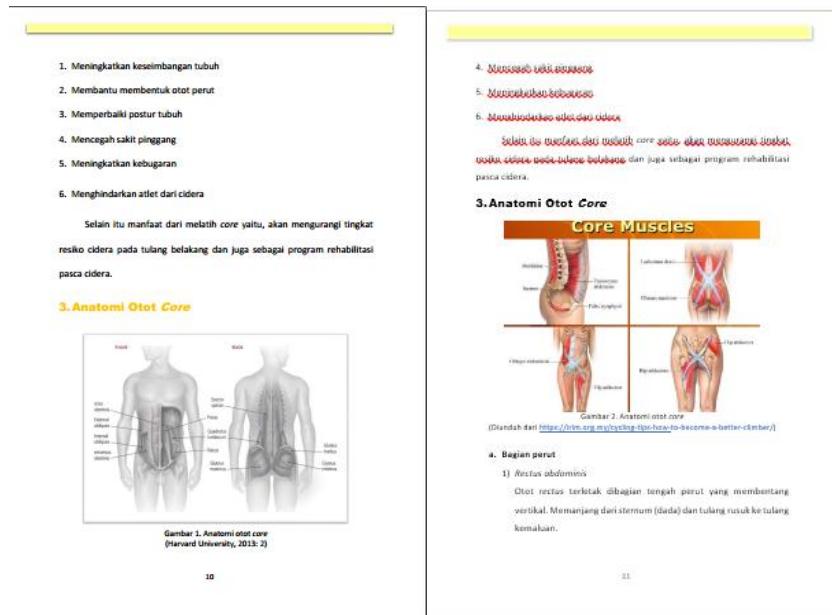 1. Meningkatkan keseimbangan tubuh
2. Membantu membentuk otot perut
3. Memperbaiki postur tubuh
4. Mencegah sakit pinggang
5. Meningkatkan kebugaran
6. Menghindarkan atlet dari cidera
Selain itu manfaat dari melatih core yaitu, akan mengurangi tingkat
resiko cidera pada tulang belakang dan juga sebagai program rehabilitasi
pasca cidera.
3. Anatomi Otot Core
Gambar 1. Anatomi otot core
(Harvard University, 2013: 2)
10
4. Mencegah sakit pinggang
5. Meningkatkan kebugaran
6. Menghindarkan atlet dari cidera
Selain itu manfaat dari melatih core yaitu, akan mengurangi tingkat
resiko cidera pada tulang belakang dan juga sebagai program rehabilitasi
pasca cidera.
3. Anatomi Otot Core
Core Muscles
Gambar 2. Anatomi otot core
(Diunduh dari https://irim.org.my/cycling-tips-how-to-become-a-better-climber/)
a. Bagian perut
1) Rectus abdominis
Otot rectus terletak dibagian tengah perut yang membentang
vertikal. Memanjang dari sternum (dada) dan tulang rusuk ke tulang
kemaluan.
11